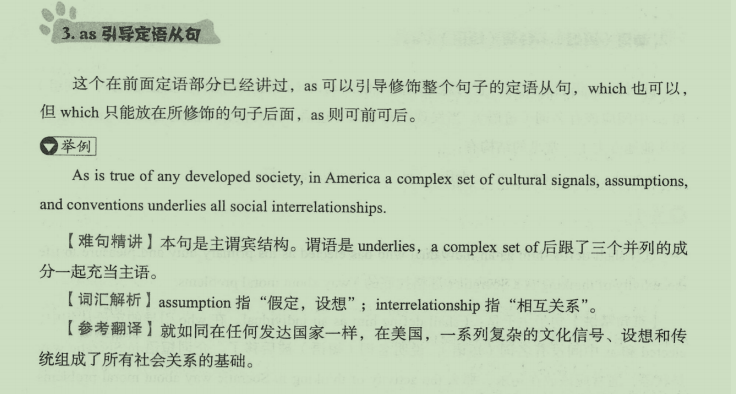 3. as 引导定语从句
这个在前面定语部分已经讲过，as 可以引导修饰整个句子的定语从句，which 也可以，
但 which 只能放在所修饰的句子后面，as 则可前可后。
举例
As is true of any developed society, in America a complex set of cultural signals, assumptions,
and conventions underlies all social interrelationships.
【难句精讲】本句是主谓宾结构。谓语是 underlies，a complex set of 后跟了三个并列的成
分一起充当主语。
【词汇解析】assumption 指“假定，设想”；interrelationship 指“相互关系”。
【参考翻译】就如同在任何发达国家一样，在美国，一系列复杂的文化信号、设想和传
统组成了所有社会关系的基础。